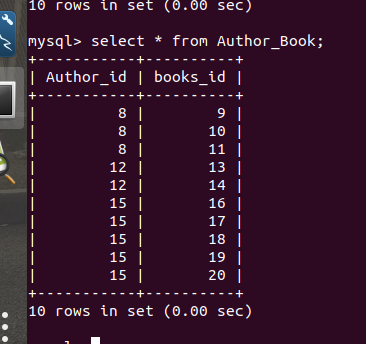 10 rows in set (0.00 sec)
mysql> select * from Author_Book;
+-----------+----------+
| Author_id | books_id |
+-----------+----------+
|         8 |        9 |
|         8 |       10 |
|         8 |       11 |
|        12 |       13 |
|        12 |       14 |
|        15 |       16 |
|        15 |       17 |
|        15 |       18 |
|        15 |       19 |
|        15 |       20 |
+-----------+----------+
10 rows in set (0.00 sec)